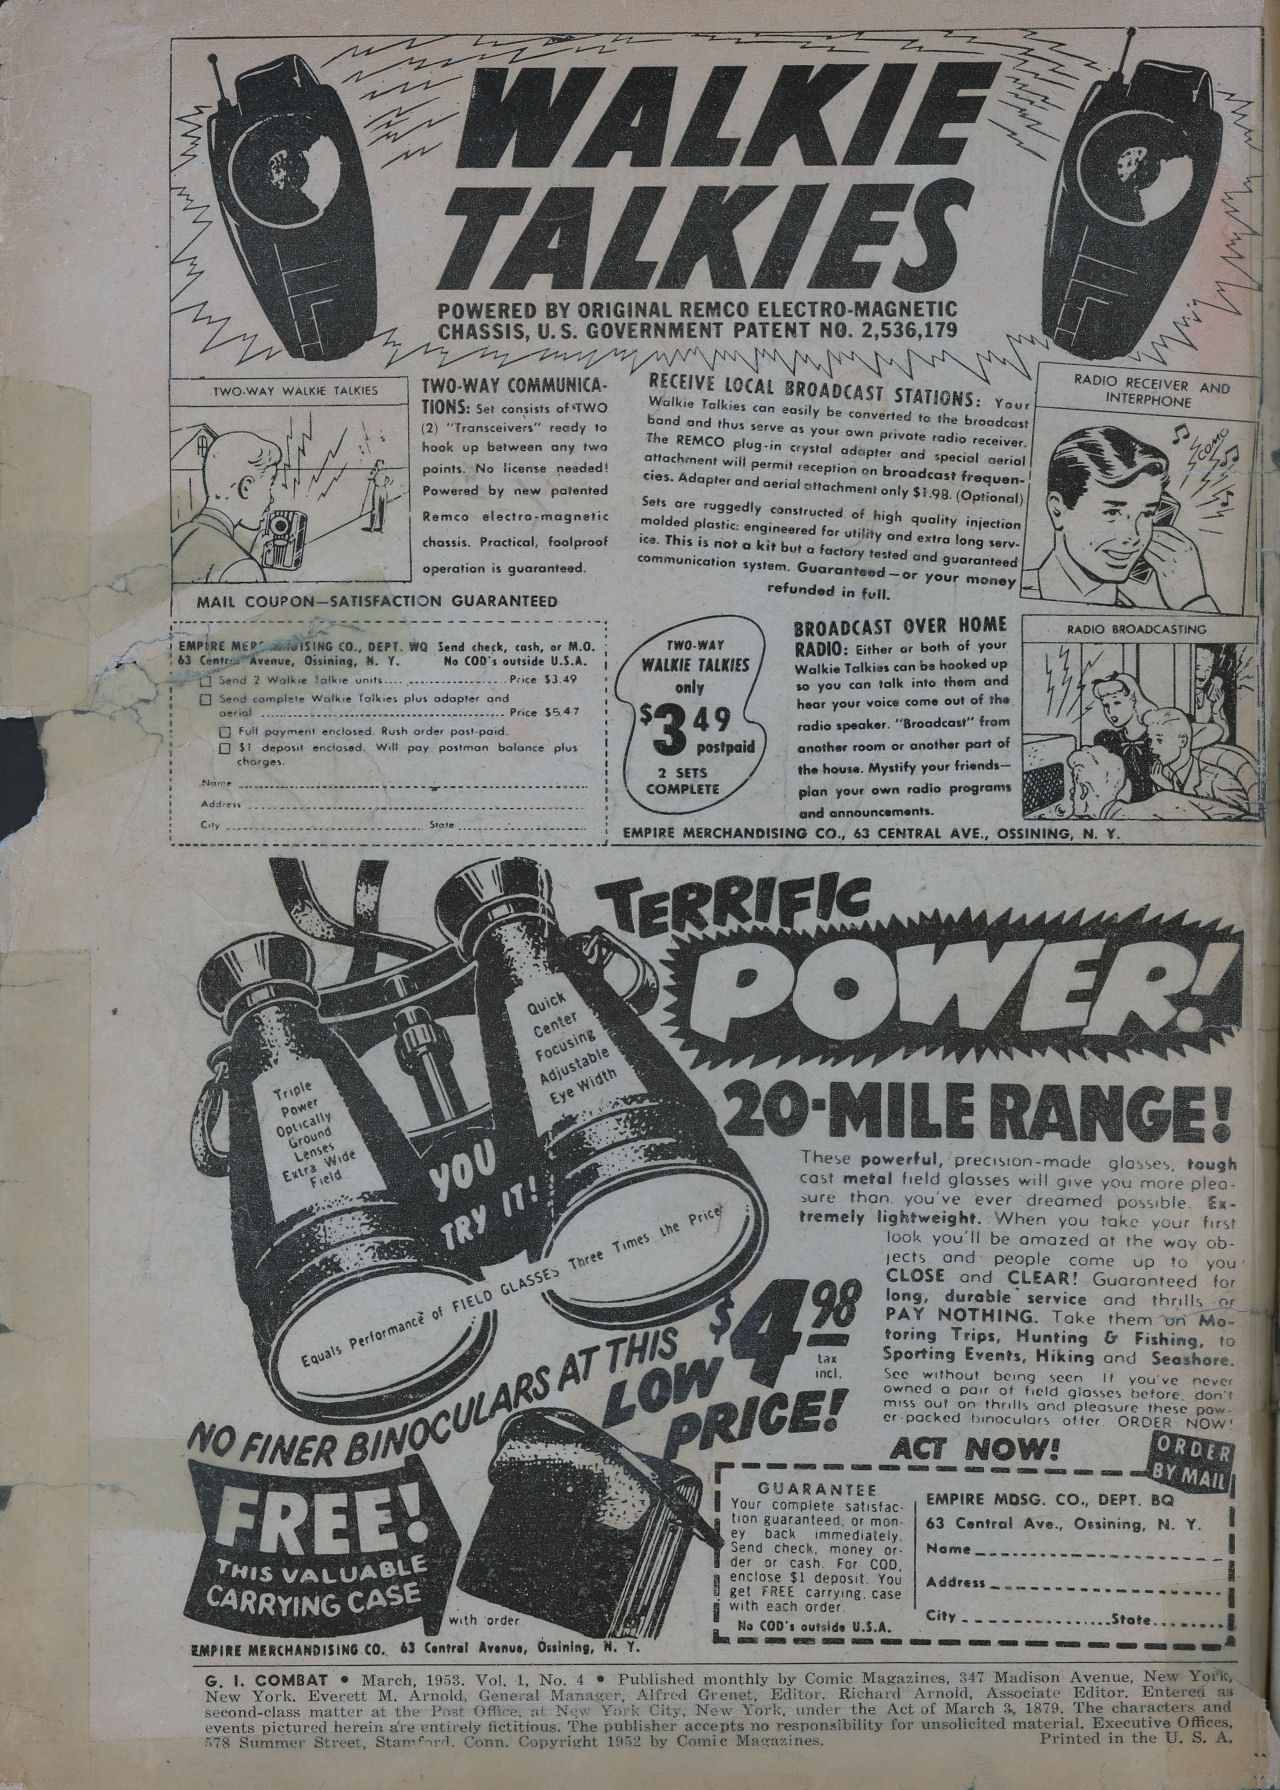 WALKIE
TALKIES
POWERED BY ORIGINAL REMCO ELECTRO-MAGNETIC
CHASSIS, U.S. GOVERNMENT PATENT NO. 2,536,179
TWO-WAY WALKIE TALKIES
TWO-WAY COMMUNICA-
TIONS: Set consists of TWO
(2) "Transceivers" ready to
hook up between any two
points. No license needed!
Powered by new patented
Remco electro-magnetic
chassis. Practical, foolproof
operation is guaranteed.
RECEIVE LOCAL BROADCAST STATIONS: Your
Walkie Talkies can easily be converted to the broadcast
band and thus serve as your own private radio receiver.
The REMCO plug-in crystal adapter and special aerial
attachment will permit reception on broadcast frequen-
cies. Adapter and aerial attachment only $1.98. (Optional)
Sets are ruggedly constructed of high quality injection
molded plastic: engineered for utility and extra long serv-
ice. This is not a kit but a factory tested and guaranteed
communication system. Guaranteed—or your money
refunded in full.
RADIO RECEIVER AND
INTERPHONE
COMO
MAIL COUPON—SATISFACTION GUARANTEED
EMPIRE MERCHANDISING CO., DEPT. WQ Send check, cash, or M.O.
63 Central Avenue, Ossining, N. Y. No COD's outside U.S.A.
Send 2 Walkie Talkie units Price $3.49
Send complete Walkie Talkies plus adapter and
aerial Price $5.47
Full payment enclosed. Rush order post-paid.
$1 deposit enclosed. Will pay postman balance plus
charges.
Name
Address
City State
TWO-WAY
WALKIE TALKIES
only
$3 49
postpaid
2 SETS
COMPLETE
BROADCAST OVER HOME
RADIO: Either or both of your
Walkie Talkies can be hooked up
so you can talk into them and
hear your voice come out of the
radio speaker. "Broadcast" from
another room or another part of
the house. Mystify your friends—
plan your own radio programs
and announcements.
RADIO BROADCASTING
EMPIRE MERCHANDISING CO., 63 CENTRAL AVE., OSSINING, N. Y.
TERRIFIC
POWER!
20-MILE RANGE!
Triple
Power
Optically
Ground
Lenses
Extra Wide
Field
Quick
Center
Focusing
Adjustable
Eye Width
YOU
TRY IT!
Equals Performance of FIELD GLASSES Three Times the Price
These powerful, precision-made glasses, tough
cast metal field glasses will give you more plea-
sure than you've ever dreamed possible. Ex-
tremely lightweight. When you take your first
look you'll be amazed at the way ob-
jects and people come up to you
CLOSE and CLEAR! Guaranteed for
long, durable service and thrills or
PAY NOTHING. Take them on Mo-
toring Trips, Hunting & Fishing, to
Sporting Events, Hiking and Seashore.
See without being seen If you've never
owned a pair of field glasses before, don't
miss out on thrills and pleasure these pow-
er-packed binoculars offer. ORDER NOW!
NO FINER BINOCULARS AT THIS
LOW
PRICE!
$4 98
tax
incl.
ACT NOW!
ORDER
BY MAIL
FREE!
THIS VALUABLE
CARRYING CASE
with order
EMPIRE MERCHANDISING CO. 63 Central Avenue, Ossining, N. Y.
GUARANTEE
Your complete satisfac-
tion guaranteed, or mon-
ey back immediately.
Send check, money or-
der or cash. For COD,
enclose $1 deposit. You
get FREE carrying case
with each order.
No COD's outside U.S.A.
EMPIRE MDSG. CO., DEPT. BQ
63 Central Ave., Ossining, N. Y.
Name
Address
City State
G. I. COMBAT • March, 1953. Vol. 1, No. 4 • Published monthly by Comic Magazines, 347 Madison Avenue, New York,
New York. Everett M. Arnold, General Manager, Alfred Grenet, Editor. Richard Arnold, Associate Editor. Entered as
second-class matter at the Post Office, at New York City, New York, under the Act of March 3, 1879. The characters and
events pictured herein are entirely fictitious. The publisher accepts no responsibility for unsolicited material. Executive Offices,
578 Summer Street, Stamford, Conn. Copyright 1952 by Comic Magazines. Printed in the U. S. A.